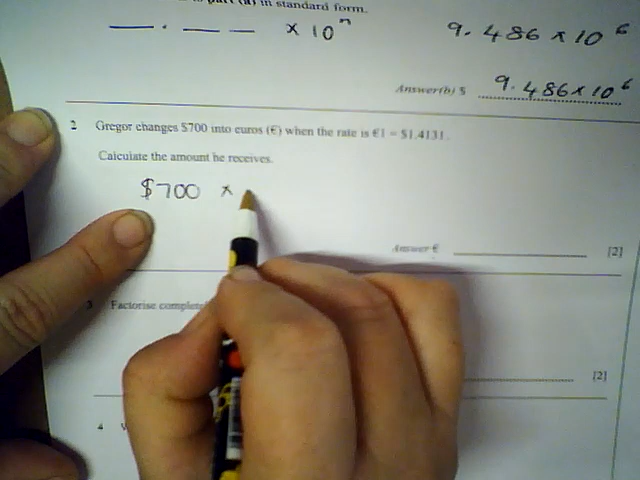 part (a) in standard form.
__ . __ __ × 10ⁿ
9.486 × 10⁶
Answer(b) $ 9.486 × 10⁶
2 Gregor changes $700 into euros (€) when the rate is €1 = $1.4131.
Calculate the amount he receives.
$700 ×
Answer € [2]
3 Factorise
[2]
4